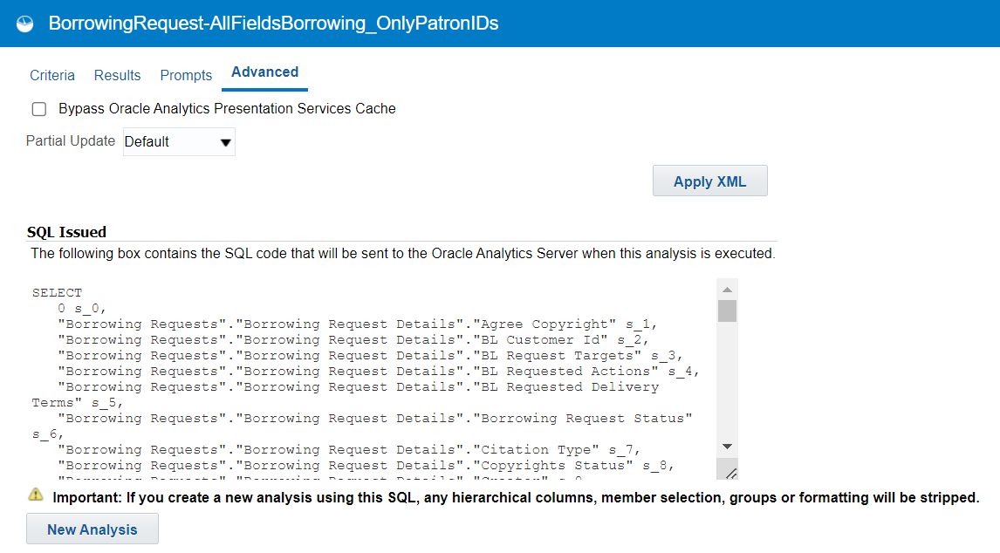 BorrowingRequest-AllFieldsBorrowing_OnlyPatronIDs
Criteria Results Prompts Advanced
Bypass Oracle Analytics Presentation Services Cache
Partial Update Default
Apply XML
SQL Issued
The following box contains the SQL code that will be sent to the Oracle Analytics Server when this analysis is executed.
SELECT
0 s_0,
"Borrowing Requests"."Borrowing Request Details"."Agree Copyright" s_1,
"Borrowing Requests"."Borrowing Request Details"."BL Customer Id" s_2,
"Borrowing Requests"."Borrowing Request Details"."BL Request Targets" s_3,
"Borrowing Requests"."Borrowing Request Details"."BL Requested Actions" s_4,
"Borrowing Requests"."Borrowing Request Details"."BL Requested Delivery
Terms" s_5,
"Borrowing Requests"."Borrowing Request Details"."Borrowing Request Status"
s_6,
"Borrowing Requests"."Borrowing Request Details"."Citation Type" s_7,
"Borrowing Requests"."Borrowing Request Details"."Copyrights Status" s_8,
Important: If you create a new analysis using this SQL, any hierarchical columns, member selection, groups or formatting will be stripped.
New Analysis